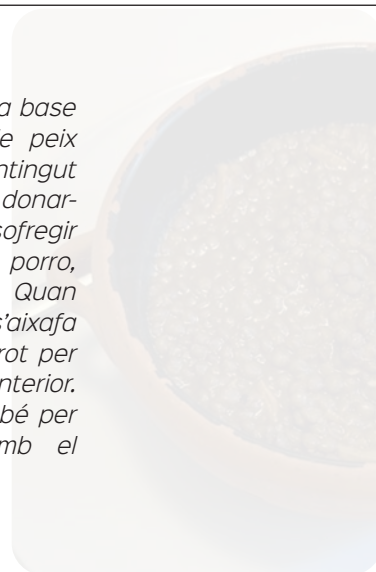 a base
e peix
ntingut
donar-
sofregir
porro,
Quan
s'aixafa
rot per
nterior.
bé per
mb el